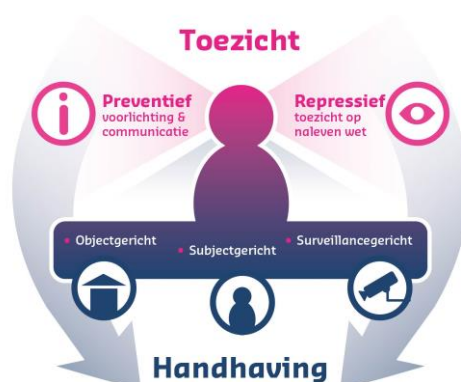 Toezicht
Preventief
voorlichting &
communicatie
Repressief
toezicht op
naleven wet
• Objectgericht
• Subjectgericht
• Surveillancegericht
Handhaving